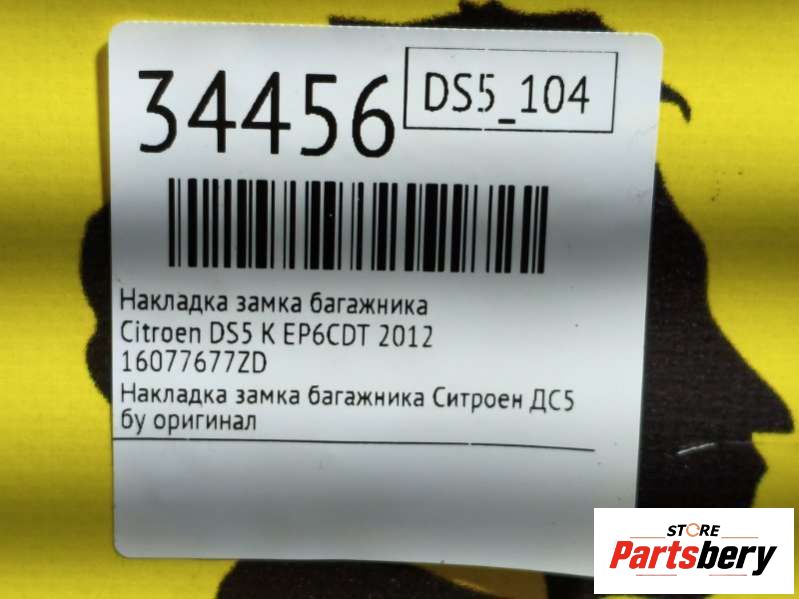 34456
DS5_104
Накладка замка багажника
Citroen DS5 K EP6CDT 2012
16077677ZD
Накладка замка багажника Ситроен ДС5
бу оригинал
STORE
Partsbery